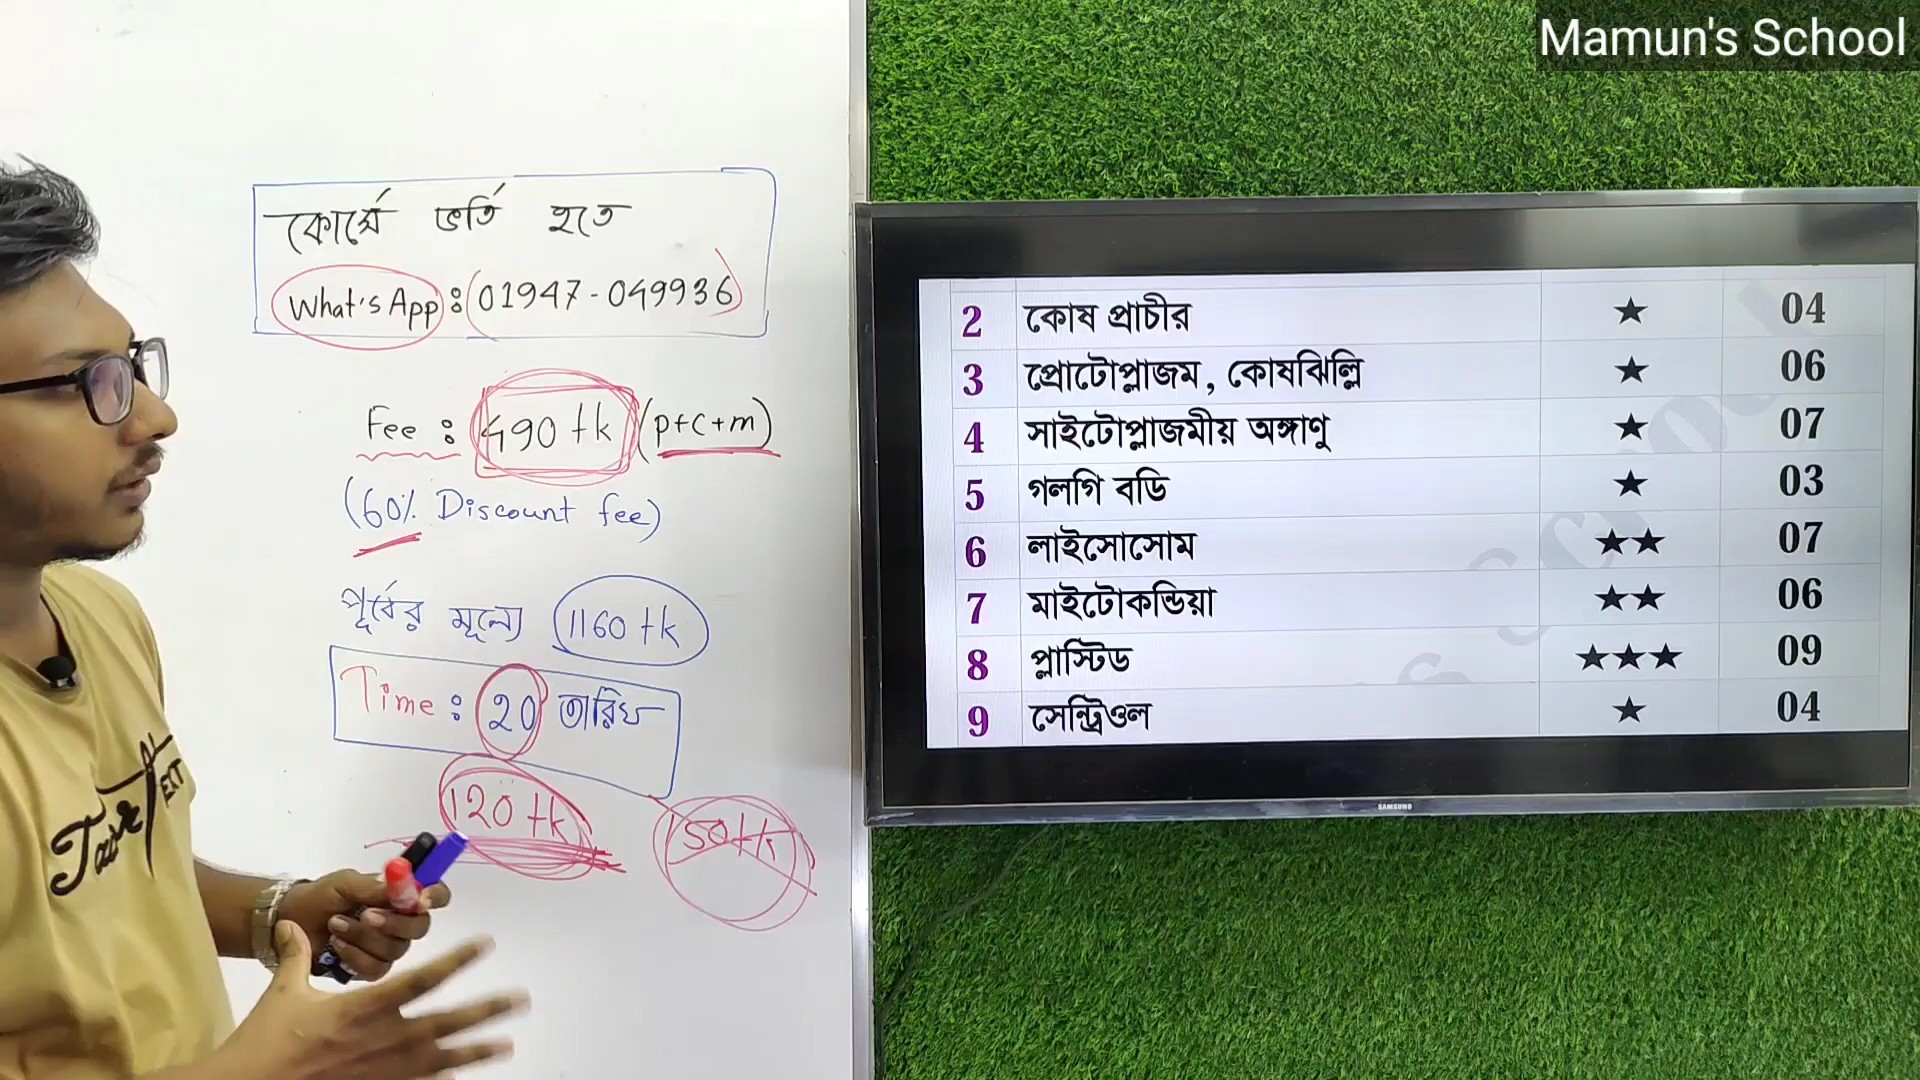 Mamun's School
কোর্সে ভর্তি হতে
What's App : (01947-049936)
Fee : 490 tk (p+c+m)
(60% Discount fee)
পূর্বের মূল্যে 1160 tk
Time : 20 তারিখ
120 tk
150 tk
2 কোষ প্রাচীর ★ 04
3 প্রোটোপ্লাজম, কোষঝিল্লি ★ 06
4 সাইটোপ্লাজমীয় অঙ্গাণু ★ 07
5 গলগি বডি ★ 03
6 লাইসোসোম ★★ 07
7 মাইটোকন্ডিয়া ★★ 06
8 প্লাস্টিড ★★★ 09
9 সেন্ট্রিওল ★ 04
SAMSUNG
TEXT